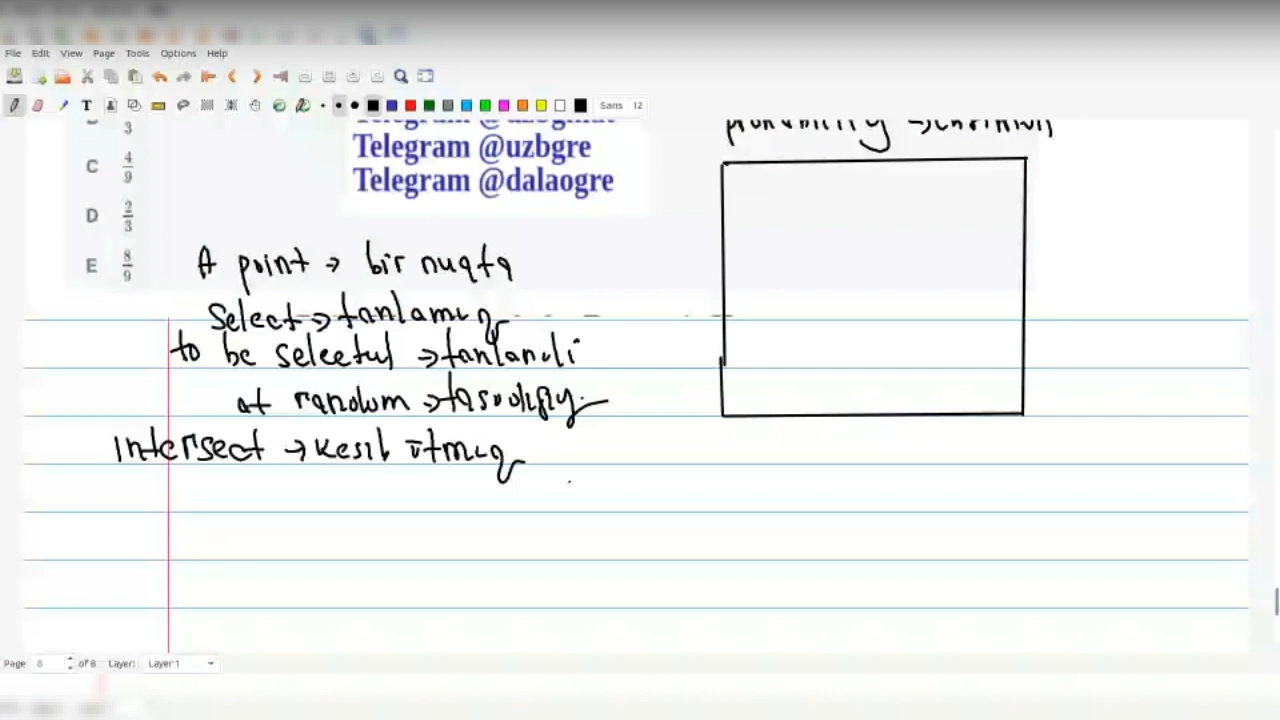 File Edit View Page Tools Options Help
Sans 12
3
Telegram @uzbgre
Telegram @dalaogre
C 4/9
D 2/3
E 8/9
probability →
A point → bir nuqta
Select → tanlamoq
to be selected → tanlandi
at random →
intersect → kesib o'tmoq
Page 8 of 8 Layer: Layer 1